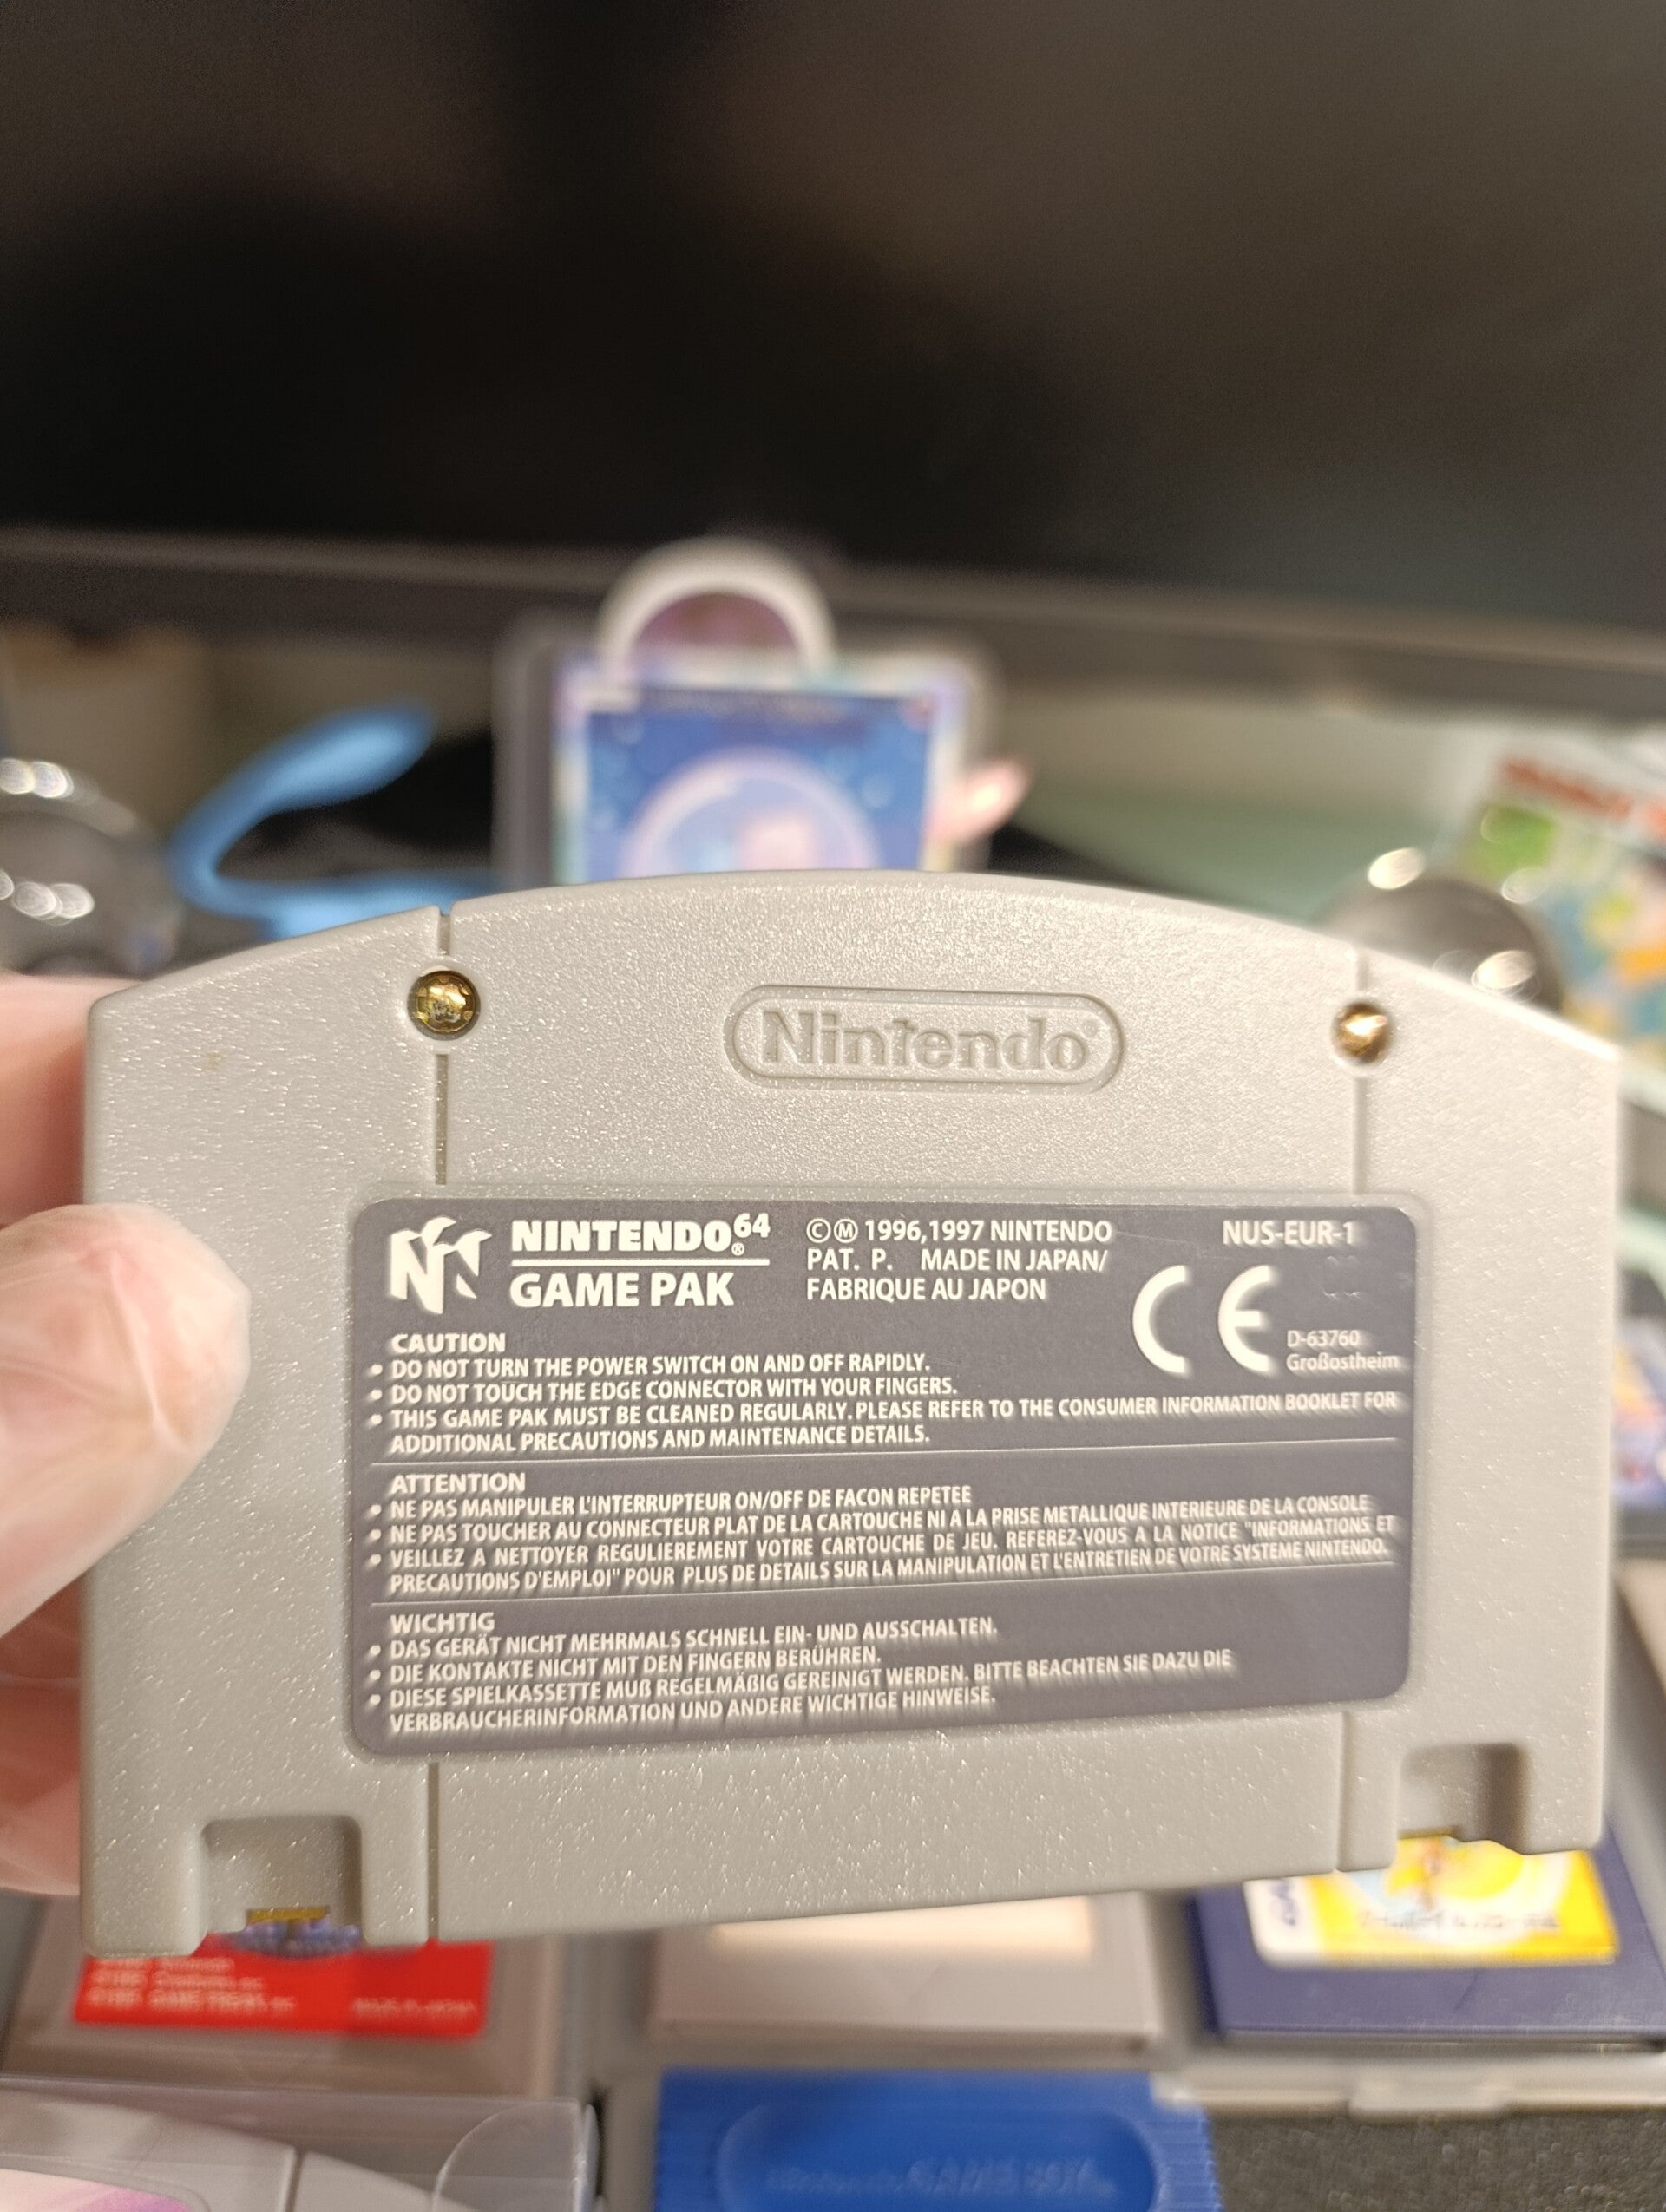 Nintendo®
NINTENDO64®
GAME PAK
©Ⓜ 1996,1997 NINTENDO
PAT. P. MADE IN JAPAN/
FABRIQUE AU JAPON
NUS-EUR-1
CE
D-63760
Großostheim
CAUTION
• DO NOT TURN THE POWER SWITCH ON AND OFF RAPIDLY.
• DO NOT TOUCH THE EDGE CONNECTOR WITH YOUR FINGERS.
• THIS GAME PAK MUST BE CLEANED REGULARLY.PLEASE REFER TO THE CONSUMER INFORMATION BOOKLET FOR
ADDITIONAL PRECAUTIONS AND MAINTENANCE DETAILS.
ATTENTION
• NE PAS MANIPULER L'INTERRUPTEUR ON/OFF DE FACON REPETEE
• NE PAS TOUCHER AU CONNECTEUR PLAT DE LA CARTOUCHE NI A LA PRISE METALLIQUE INTERIEURE DE LA CONSOLE
• VEILLEZ A NETTOYER REGULIEREMENT VOTRE CARTOUCHE DE JEU. REFEREZ-VOUS A LA NOTICE "INFORMATIONS ET
PRECAUTIONS D'EMPLOI" POUR PLUS DE DETAILS SUR LA MANIPULATION ET L'ENTRETIEN DE VOTRE SYSTEME NINTENDO.
WICHTIG
• DAS GERÄT NICHT MEHRMALS SCHNELL EIN- UND AUSSCHALTEN.
• DIE KONTAKTE NICHT MIT DEN FINGERN BERÜHREN.
• DIESE SPIELKASSETTE MUß REGELMÄßIG GEREINIGT WERDEN. BITTE BEACHTEN SIE DAZU DIE
VERBRAUCHERINFORMATION UND ANDERE WICHTIGE HINWEISE.